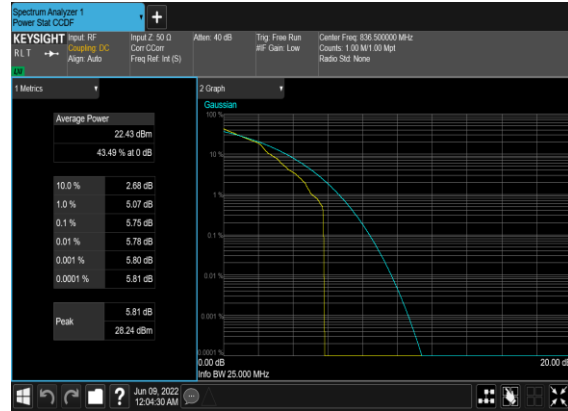 Spectrum Analyzer 1
Power Stat CCDF
KEYSIGHT
R L T
LXI
Input: RF
Coupling: DC
Align: Auto
Input Z: 50 Ω
Corr CCorr
Freq Ref: Int (S)
Atten: 40 dB
Trig: Free Run
#IF Gain: Low
Center Freq: 836.500000 MHz
Counts: 1.00 M/1.00 Mpt
Radio Std: None
1 Metrics
Average Power
22.43 dBm
43.49 % at 0 dB
10.0 % 2.68 dB
1.0 % 5.07 dB
0.1 % 5.75 dB
0.01 % 5.78 dB
0.001 % 5.80 dB
0.0001 % 5.81 dB
Peak
5.81 dB
28.24 dBm
2 Graph
Gaussian
100 %
10 %
1 %
0.1 %
0.01 %
0.001 %
0.0001 %
0.00 dB 20.00 dB
Info BW 25.000 MHz
?
Jun 09, 2022
12:04:30 AM